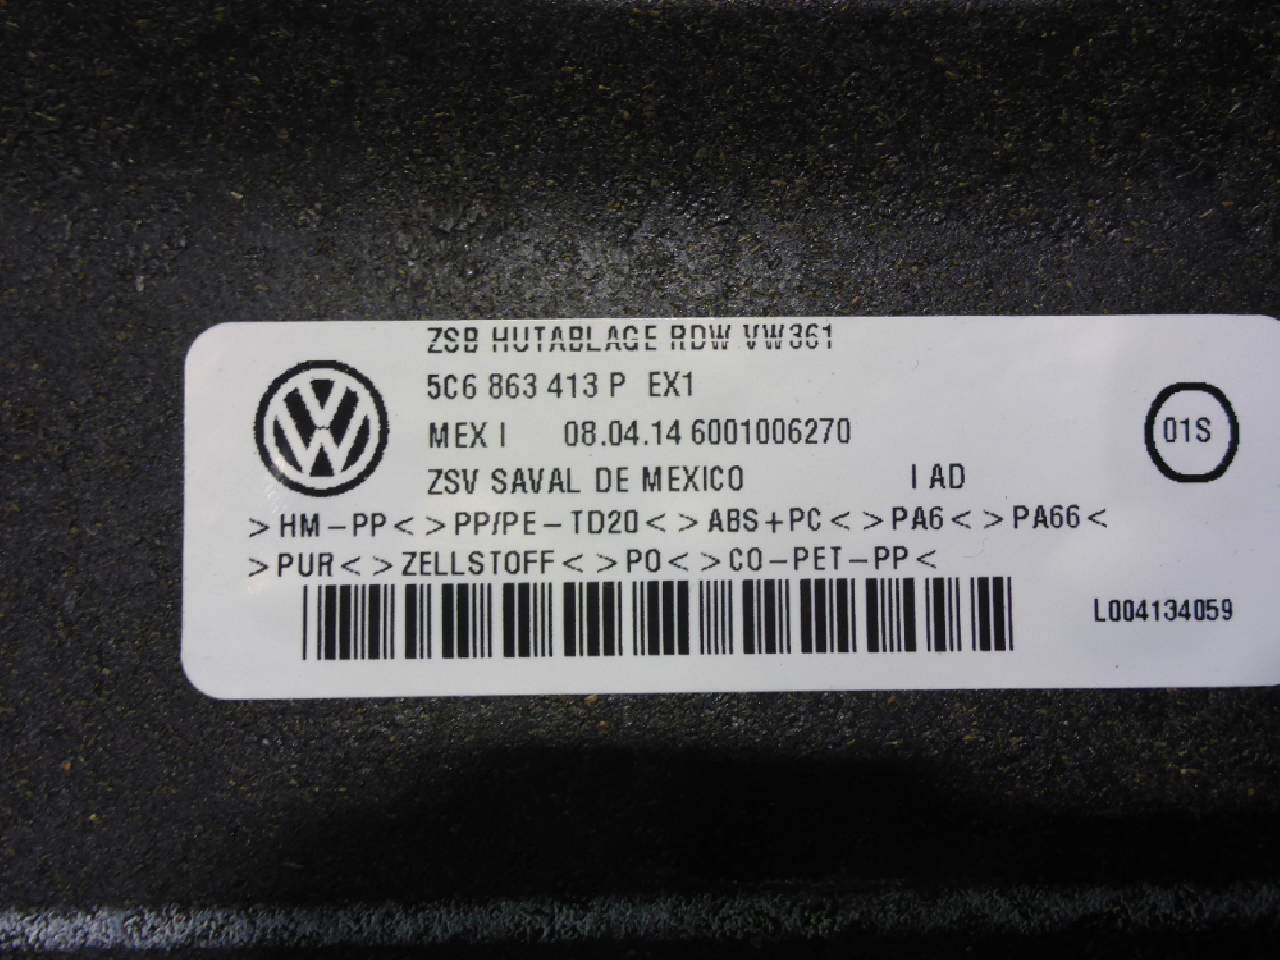 ZSB HUTABLAGE RDW VW361
5C6 863 413 P EX1
MEX I 08.04.14 6001006270
01S
ZSV SAVAL DE MEXICO I AD
>HM-PP< >PP/PE-TD20< >ABS+PC< >PA6< >PA66<
>PUR< >ZELLSTOFF< >PO< >CO-PET-PP<
L004134059